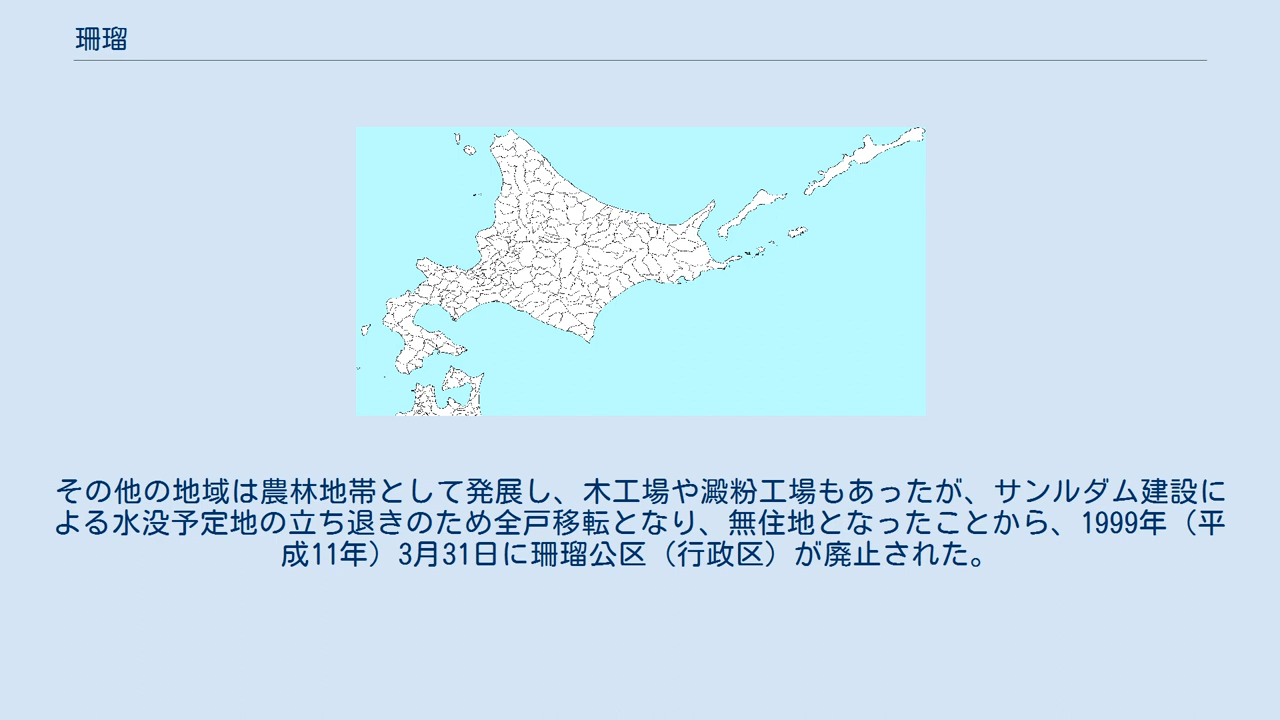 珊瑠
その他の地域は農林地帯として発展し、木工場や澱粉工場もあったが、サンルダム建設に
よる水没予定地の立ち退きのため全戸移転となり、無住地となったことから、1999年（平
成11年）3月31日に珊瑠公区（行政区）が廃止された。